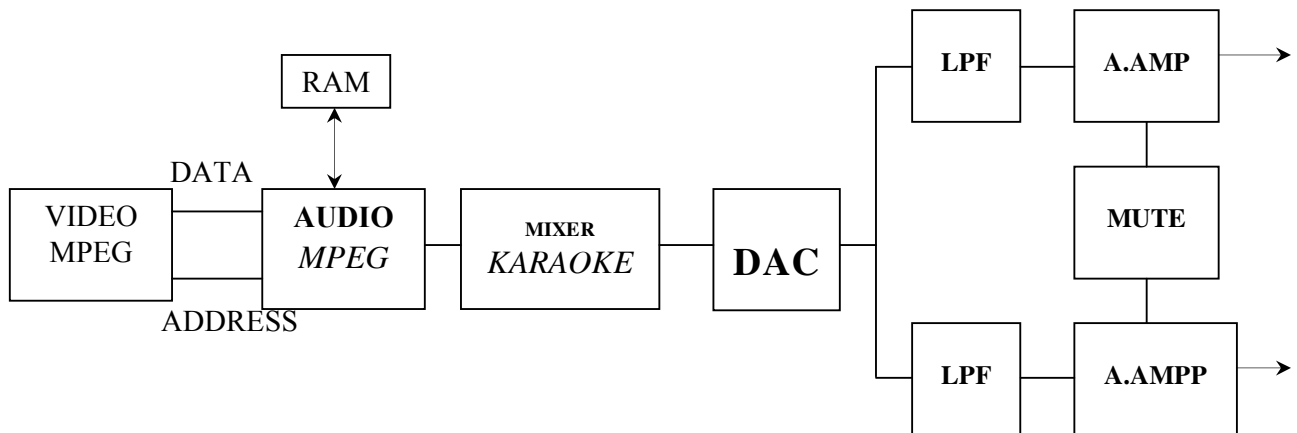 LPF
A.AMP
RAM
DATA
VIDEO
MPEG
AUDIO
MPEG
MIXER
KARAOKE
DAC
MUTE
ADDRESS
LPF
A.AMPP